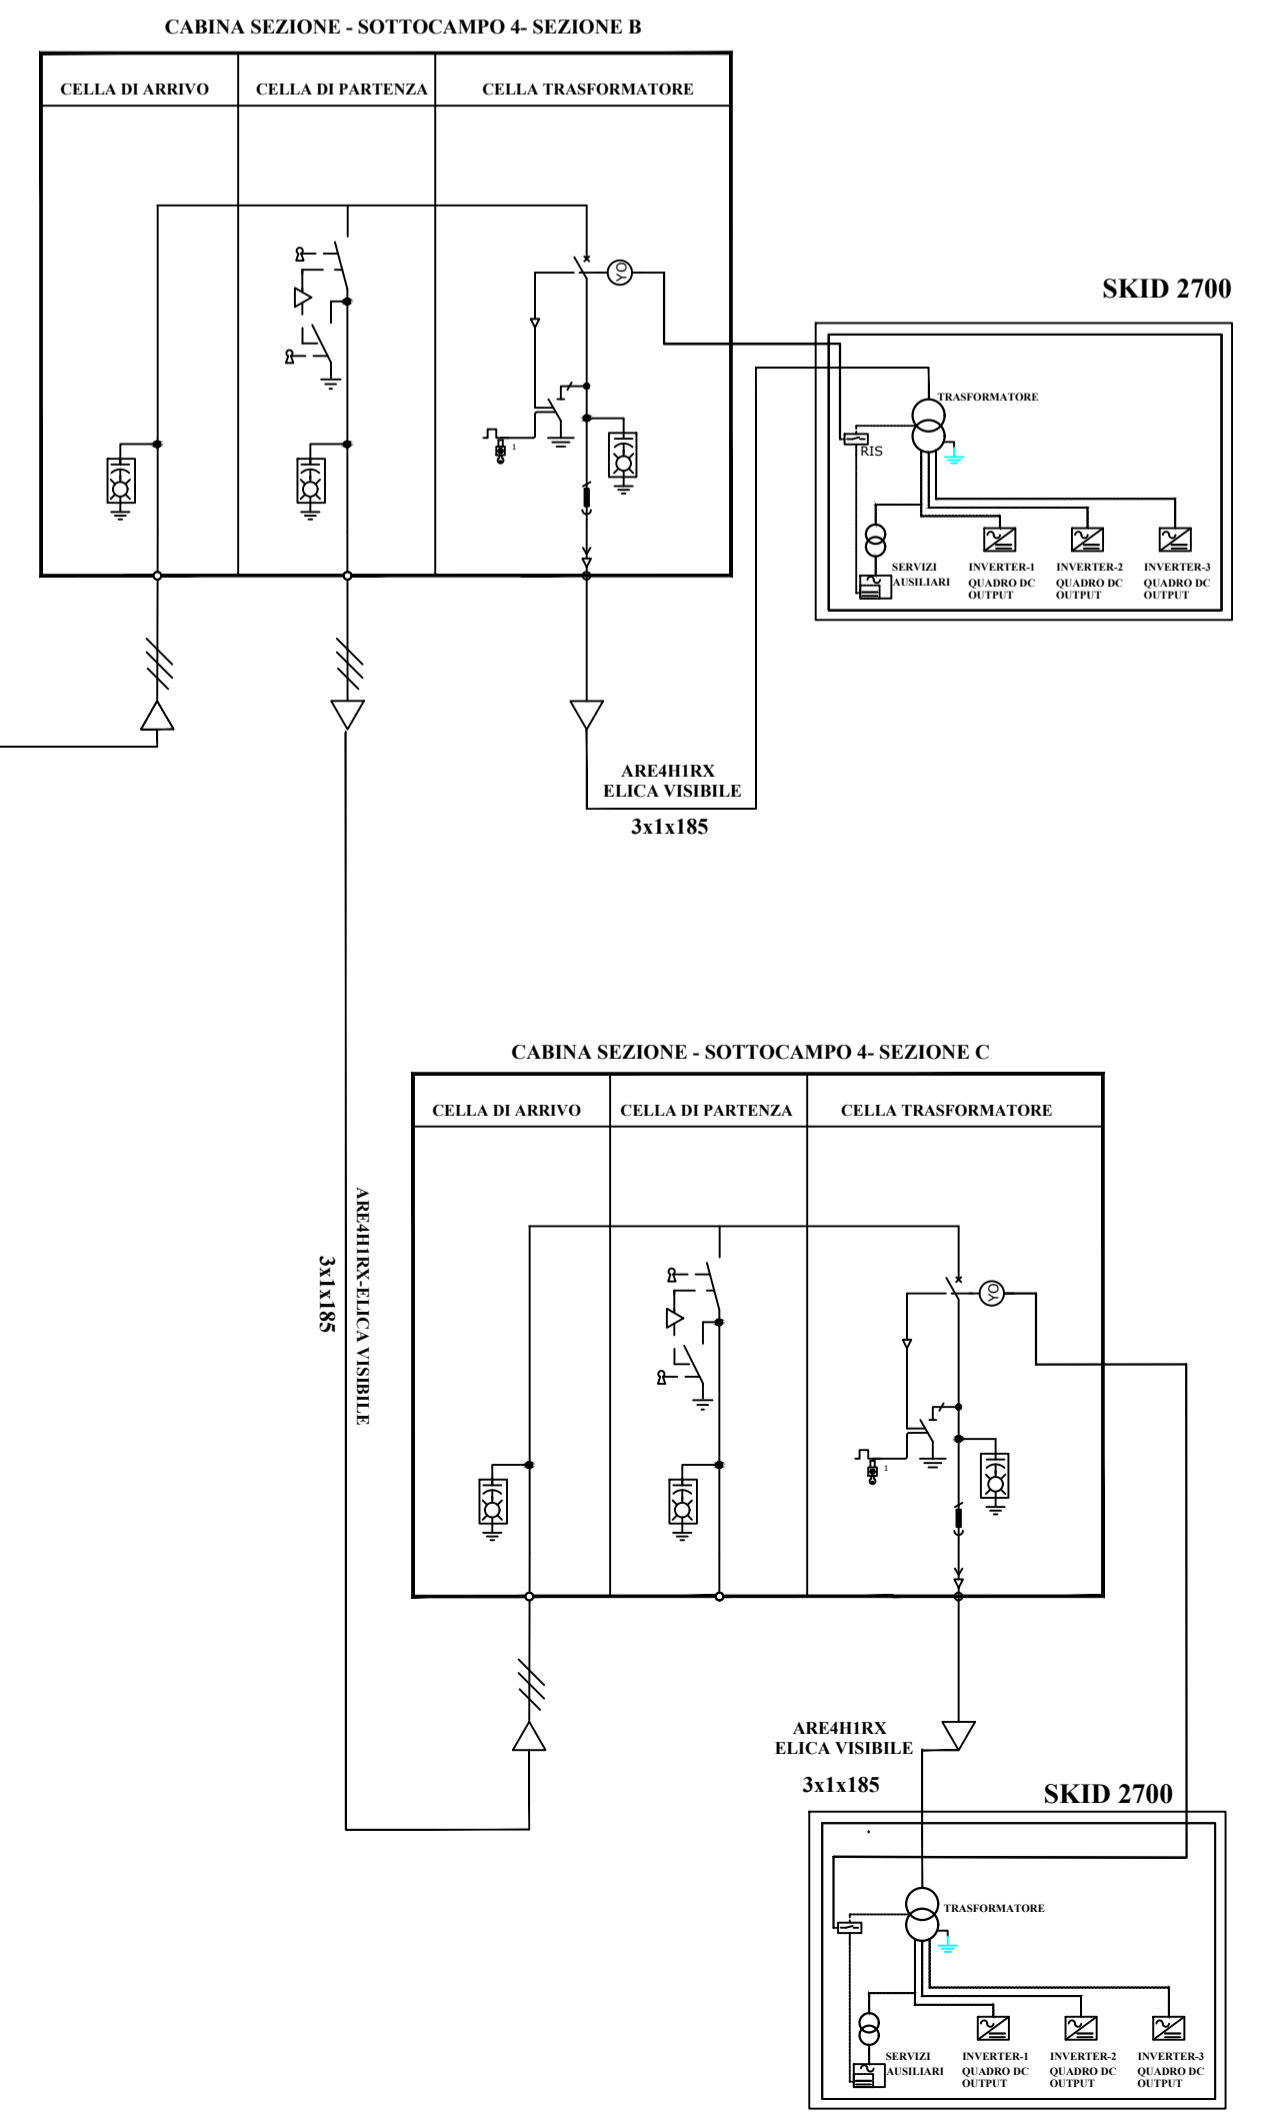 CABINA SEZIONE - SOTTOCAMPO 4- SEZIONE B
CELLA DI ARRIVO
CELLA DI PARTENZA
CELLA TRASFORMATORE
YO
SKID 2700
TRASFORMATORE
RIS
1
SERVIZI
AUSILIARI
INVERTER-1
QUADRO DC
OUTPUT
INVERTER-2
QUADRO DC
OUTPUT
INVERTER-3
QUADRO DC
OUTPUT
ARE4H1RX
ELICA VISIBILE
3x1x185
CABINA SEZIONE - SOTTOCAMPO 4- SEZIONE C
CELLA DI ARRIVO
CELLA DI PARTENZA
CELLA TRASFORMATORE
ARE4H1RX-ELICA VISIBILE
3x1x185
YO
1
ARE4H1RX
ELICA VISIBILE
3x1x185
SKID 2700
TRASFORMATORE
SERVIZI
AUSILIARI
INVERTER-1
QUADRO DC
OUTPUT
INVERTER-2
QUADRO DC
OUTPUT
INVERTER-3
QUADRO DC
OUTPUT